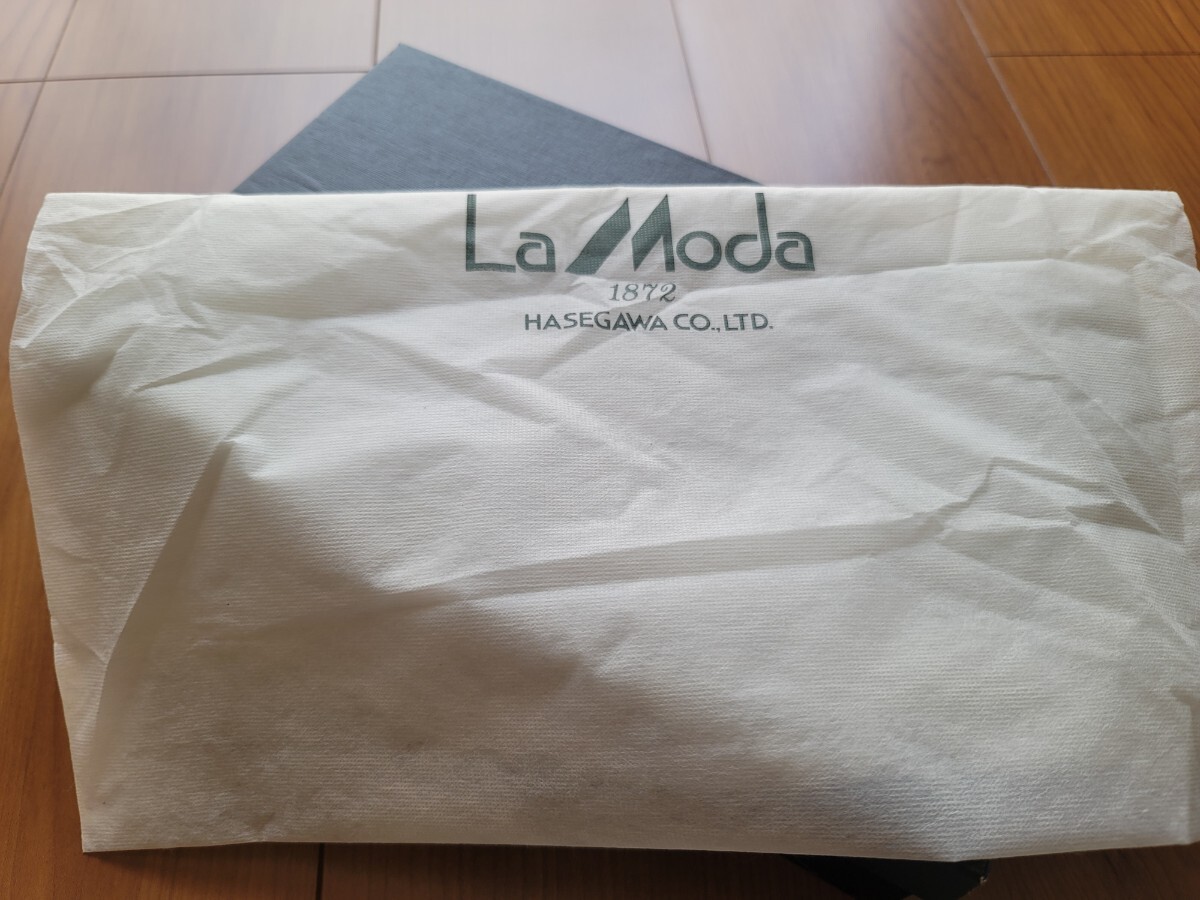 La Moda
1872
HASEGAWA CO., LTD.